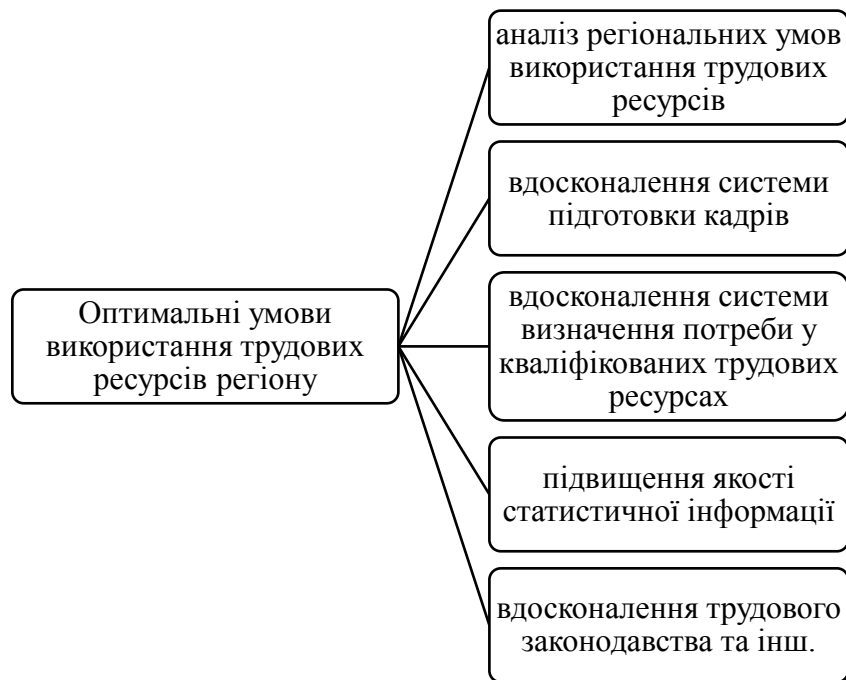 аналіз регіональних умов
використання трудових
ресурсів
вдосконалення системи
підготовки кадрів
Оптимальні умови
використання трудових
ресурсів регіону
вдосконалення системи
визначення потреби у
кваліфікованих трудових
ресурсах
підвищення якості
статистичної інформації
вдосконалення трудового
законодавства та інш.